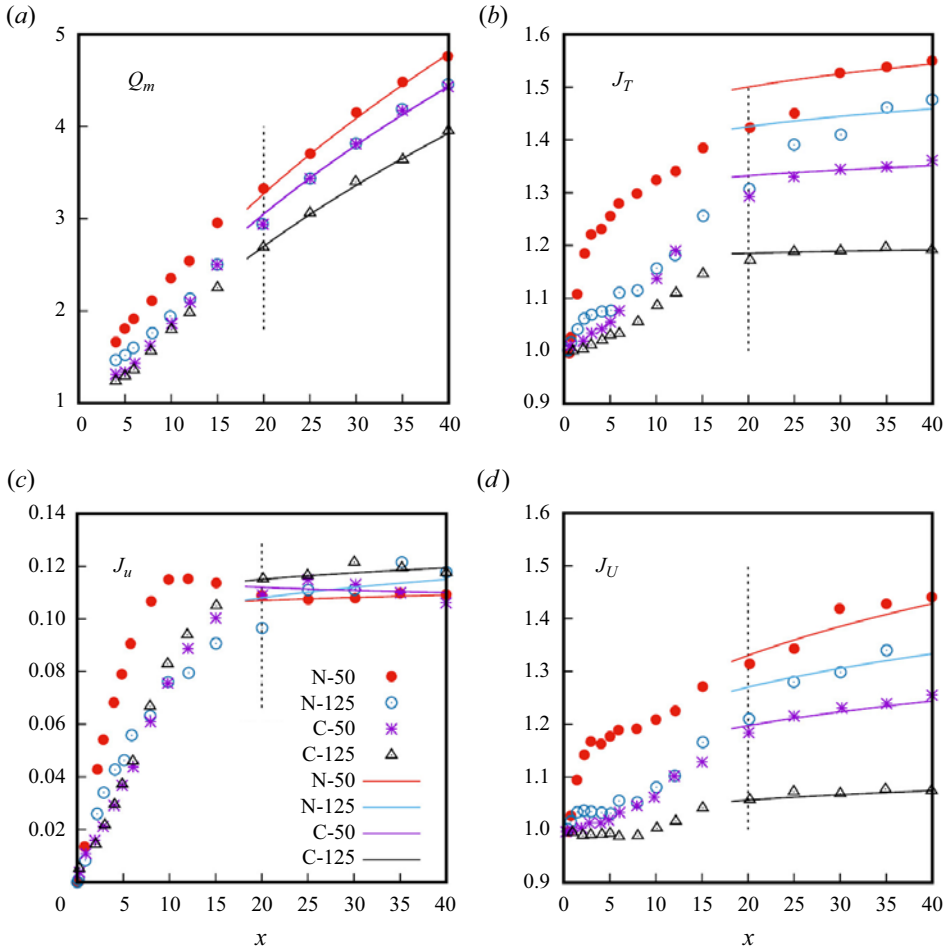 (a)
5
4
3
2
1
Q_m
0 5 10 15 20 25 30 35 40
(b)
1.6
1.5
1.4
1.3
1.2
1.1
1.0
0.9
J_T
0 5 10 15 20 25 30 35 40
(c)
0.14
0.12
0.10
0.08
0.06
0.04
0.02
J_u
N-50
N-125
C-50
C-125
N-50
N-125
C-50
C-125
0 5 10 15 20 25 30 35 40
x
(d)
1.6
1.5
1.4
1.3
1.2
1.1
1.0
0.9
J_U
0 5 10 15 20 25 30 35 40
x